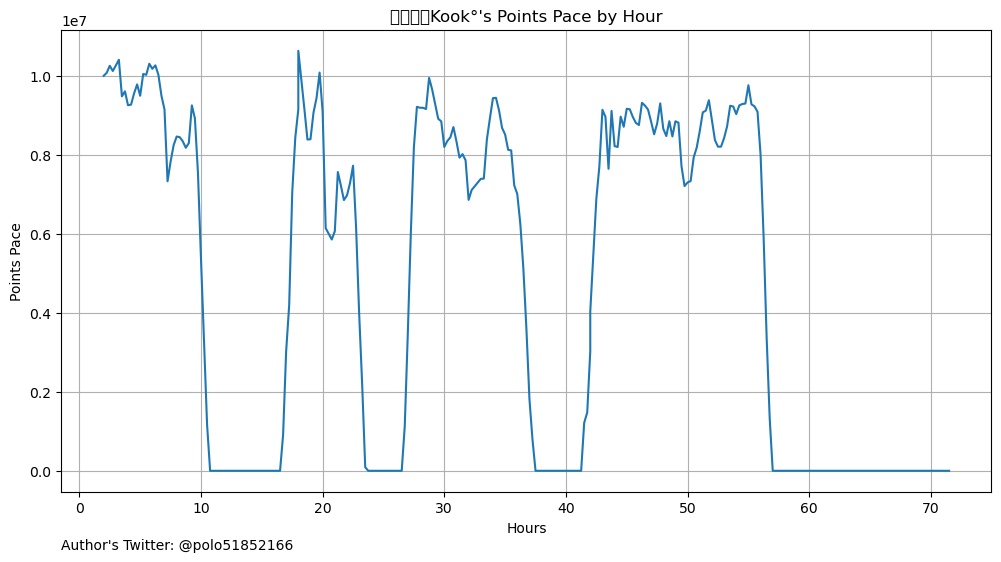 Kook°'s Points Pace by Hour
1e7
1.0
0.8
0.6
0.4
0.2
0.0
Points Pace
0 10 20 30 40 50 60 70
Hours
Author's Twitter: @polo51852166